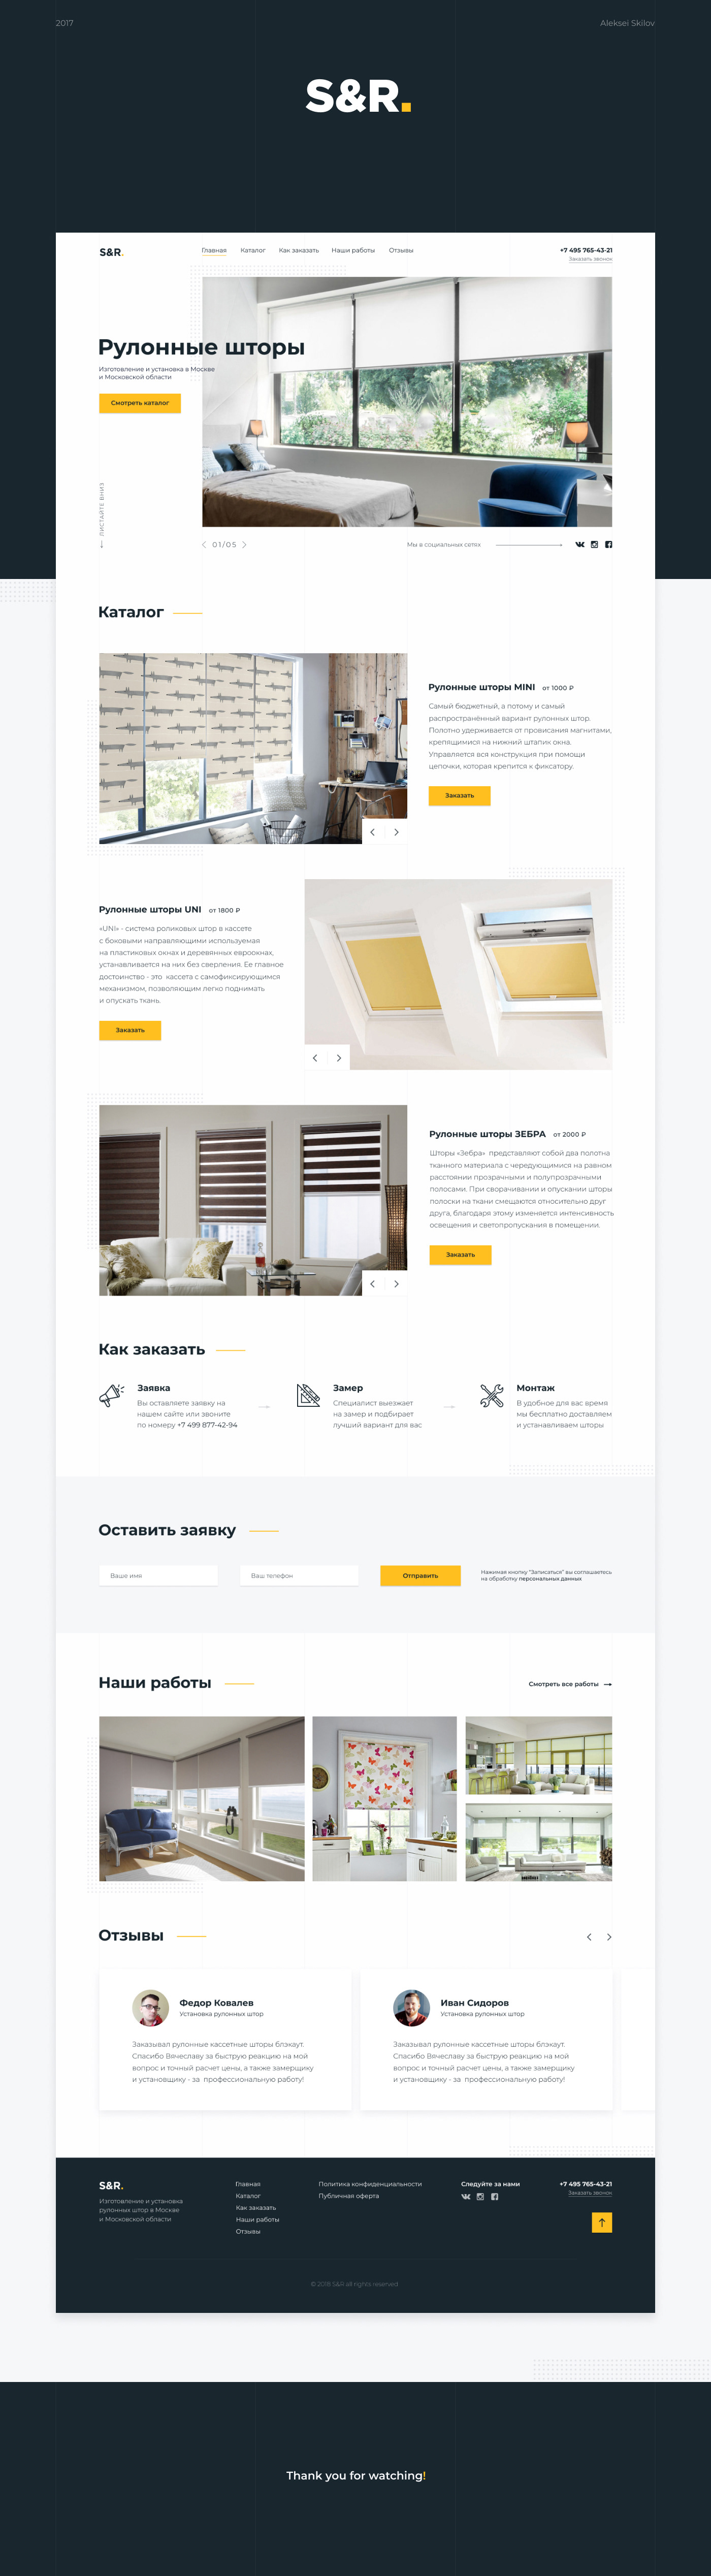 2017
Aleksei Skilov
S&R.
S&R.
Главная
Каталог
Как заказать
Наши работы
Отзывы
+7 495 765-43-21
Заказать звонок
Рулонные шторы
Изготовление и установка в Москве
и Московской области
Смотреть каталог
ЛИСТАЙТЕ ВНИЗ
01/05
Мы в социальных сетях
Каталог
Рулонные шторы MINI от 1000 ₽
Самый бюджетный, а потому и самый
распространённый вариант рулонных штор.
Полотно удерживается от провисания магнитами,
крепящимися на нижний штапик окна.
Управляется вся конструкция при помощи
цепочки, которая крепится к фиксатору.
Заказать
Рулонные шторы UNI от 1800 ₽
«UNI» - система роликовых штор в кассете
с боковыми направляющими используемая
на пластиковых окнах и деревянных евроокнах,
устанавливается на них без сверления. Ее главное
достоинство - это кассета с самофиксирующимся
механизмом, позволяющим легко поднимать
и опускать ткань.
Заказать
Рулонные шторы ЗЕБРА от 2000 ₽
Шторы «Зебра» представляют собой два полотна
тканного материала с чередующимися на равном
расстоянии прозрачными и полупрозрачными
полосами. При сворачивании и опускании шторы
полоски на ткани смещаются относительно друг
друга, благодаря этому изменяется интенсивность
освещения и светопропускания в помещении.
Заказать
Как заказать
Заявка
Вы оставляете заявку на
нашем сайте или звоните
по номеру +7 499 877-42-94
Замер
Специалист выезжает
на замер и подбирает
лучший вариант для вас
Монтаж
В удобное для вас время
мы бесплатно доставляем
и устанавливаем шторы
Оставить заявку
Ваше имя
Ваш телефон
Отправить
Нажимая кнопку "Записаться" вы соглашаетесь
на обработку персональных данных
Наши работы
Смотреть все работы
Отзывы
Федор Ковалев
Установка рулонных штор
Заказывал рулонные кассетные шторы блэкаут.
Спасибо Вячеславу за быструю реакцию на мой
вопрос и точный расчет цены, а также замерщику
и установщику - за профессиональную работу!
Иван Сидоров
Установка рулонных штор
Заказывал рулонные кассетные шторы блэкаут.
Спасибо Вячеславу за быструю реакцию на мой
вопрос и точный расчет цены, а также замерщику
и установщику - за профессиональную работу!
S&R.
Изготовление и установка
рулонных штор в Москве
и Московской области
Главная
Каталог
Как заказать
Наши работы
Отзывы
Политика конфиденциальности
Публичная оферта
Следуйте за нами
+7 495 765-43-21
Заказать звонок
© 2018 S&R all rights reserved
Thank you for watching!